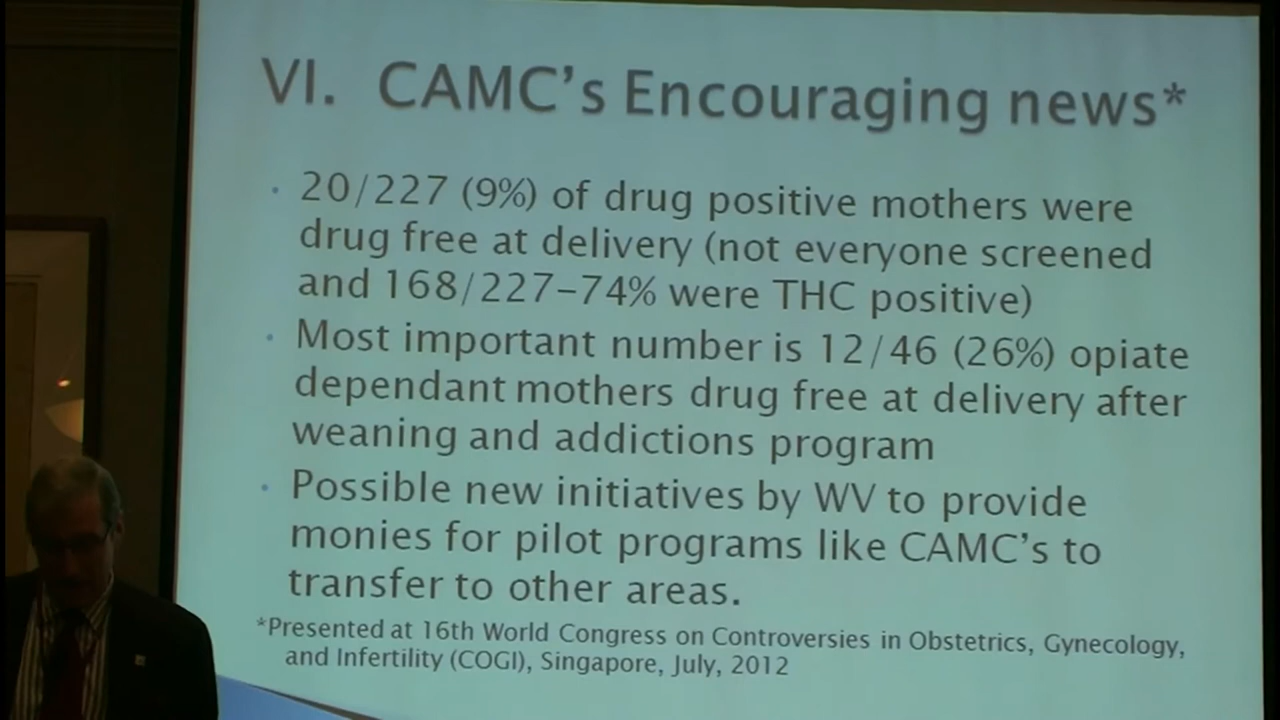 VI. CAMC's Encouraging news*
20/227 (9%) of drug positive mothers were
drug free at delivery (not everyone screened
and 168/227-74% were THC positive)
Most important number is 12/46 (26%) opiate
dependant mothers drug free at delivery after
weaning and addictions program
Possible new initiatives by WV to provide
monies for pilot programs like CAMC's to
transfer to other areas.
*Presented at 16th World Congress on Controversies in Obstetrics, Gynecology,
and Infertility (COGI), Singapore, July, 2012